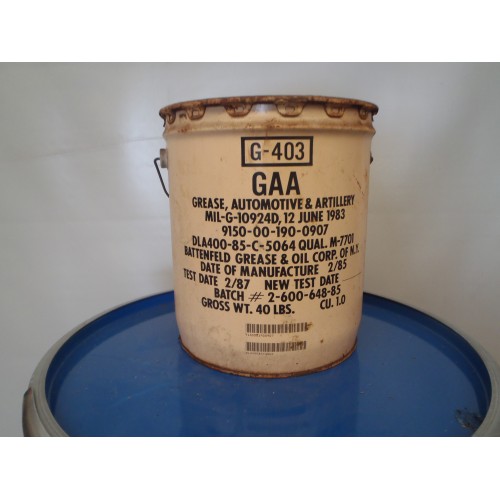 G-403
GAA
GREASE, AUTOMOTIVE & ARTILLERY
MIL-G-10924D, 12 JUNE 1983
9150-00-190-0907
DLA400-85-C-5064 QUAL. M-7701
BATTENFELD GREASE & OIL CORP. OF N.Y.
DATE OF MANUFACTURE 2/85
TEST DATE 2/87 NEW TEST DATE
BATCH # 2-600-648-85
GROSS WT. 40 LBS. CU. 1.0